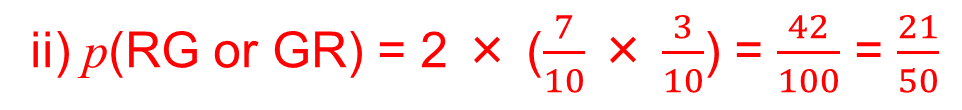 ii) p(RG or GR) = 2 × (7/10 × 3/10) = 42/100 = 21/50